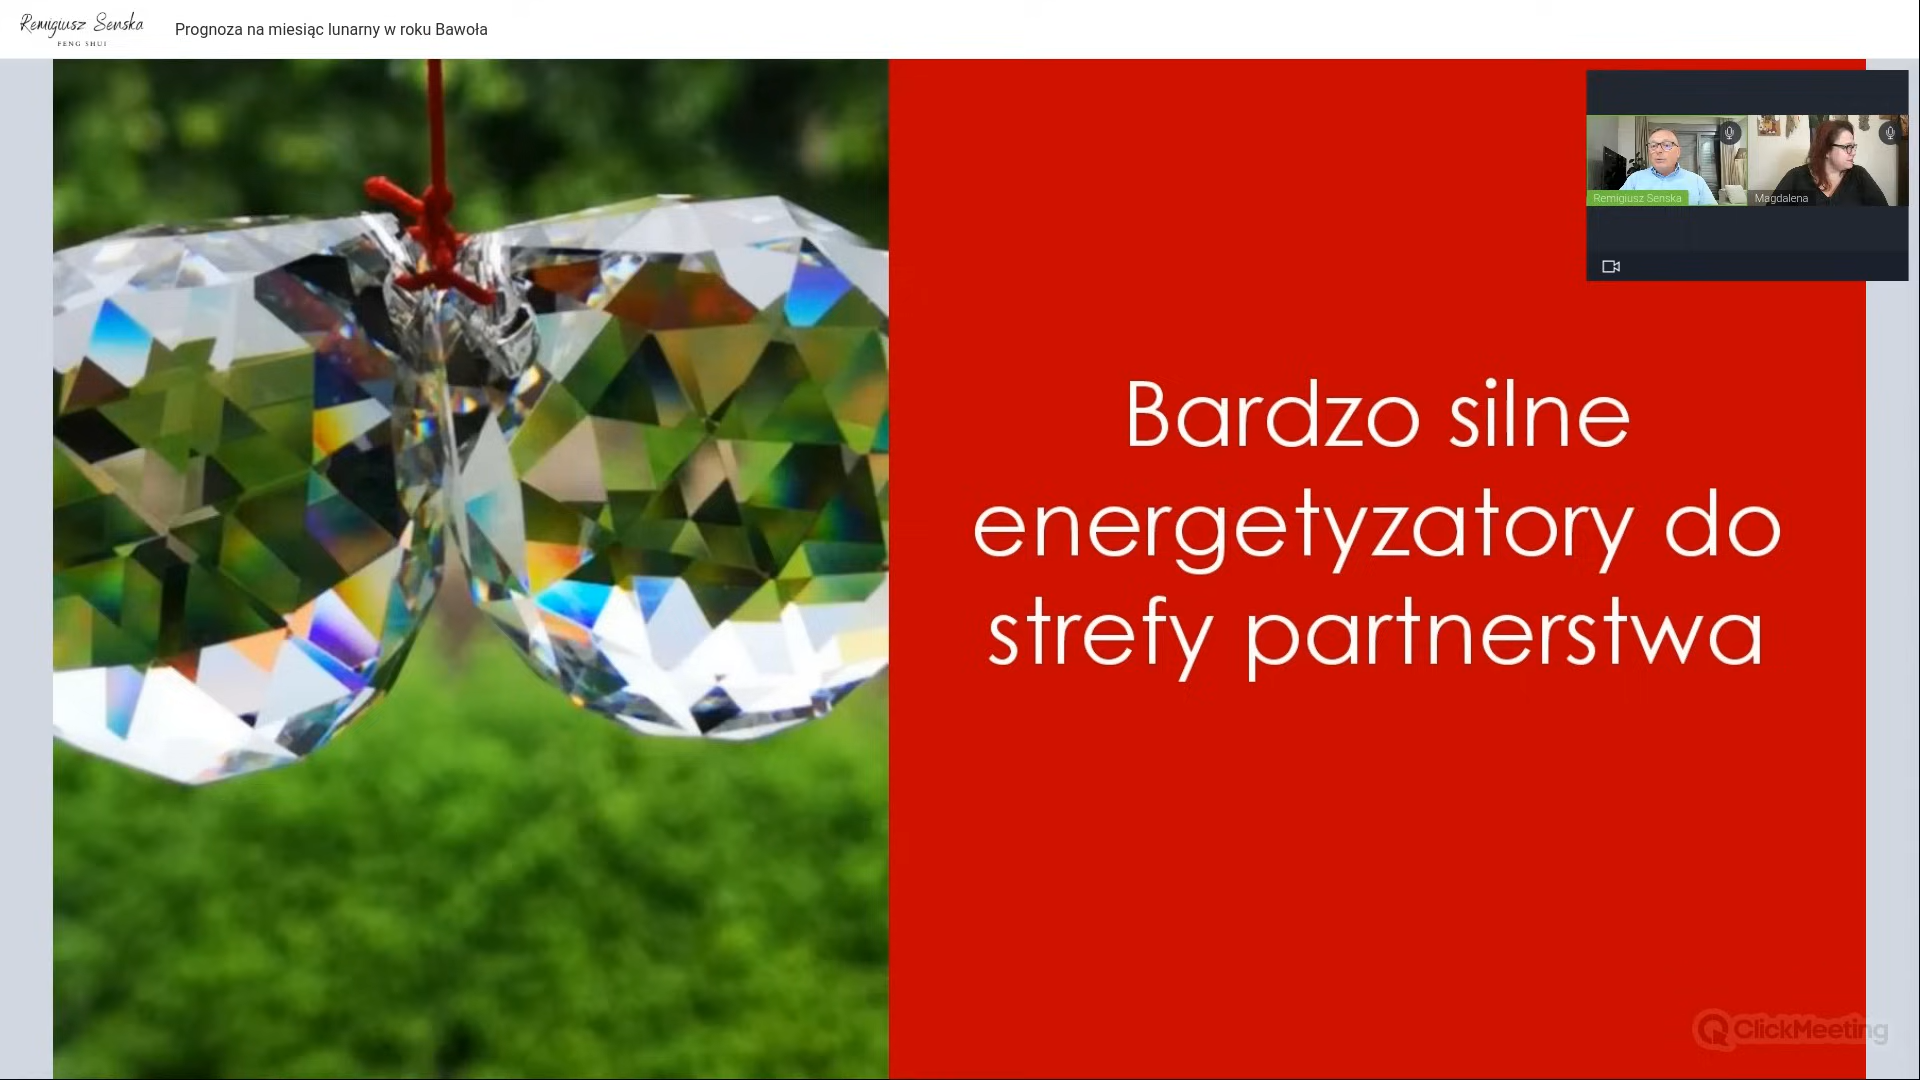 Remigiusz Senska
FENG SHUI
Prognoza na miesiąc lunarny w roku Bawoła
Remigiusz Senska
Magdalena
Bardzo silne
energetyzatory do
strefy partnerstwa
ClickMeeting